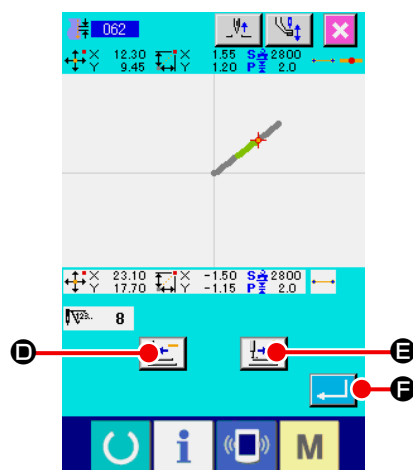 062
X 12.30 X 1.55 S 2800
Y 9.45 Y 1.20 P 2.0
X 23.10 X -1.50 S 2800
Y 17.70 Y -1.15 P 2.0
123.. 8
D E
F
i M